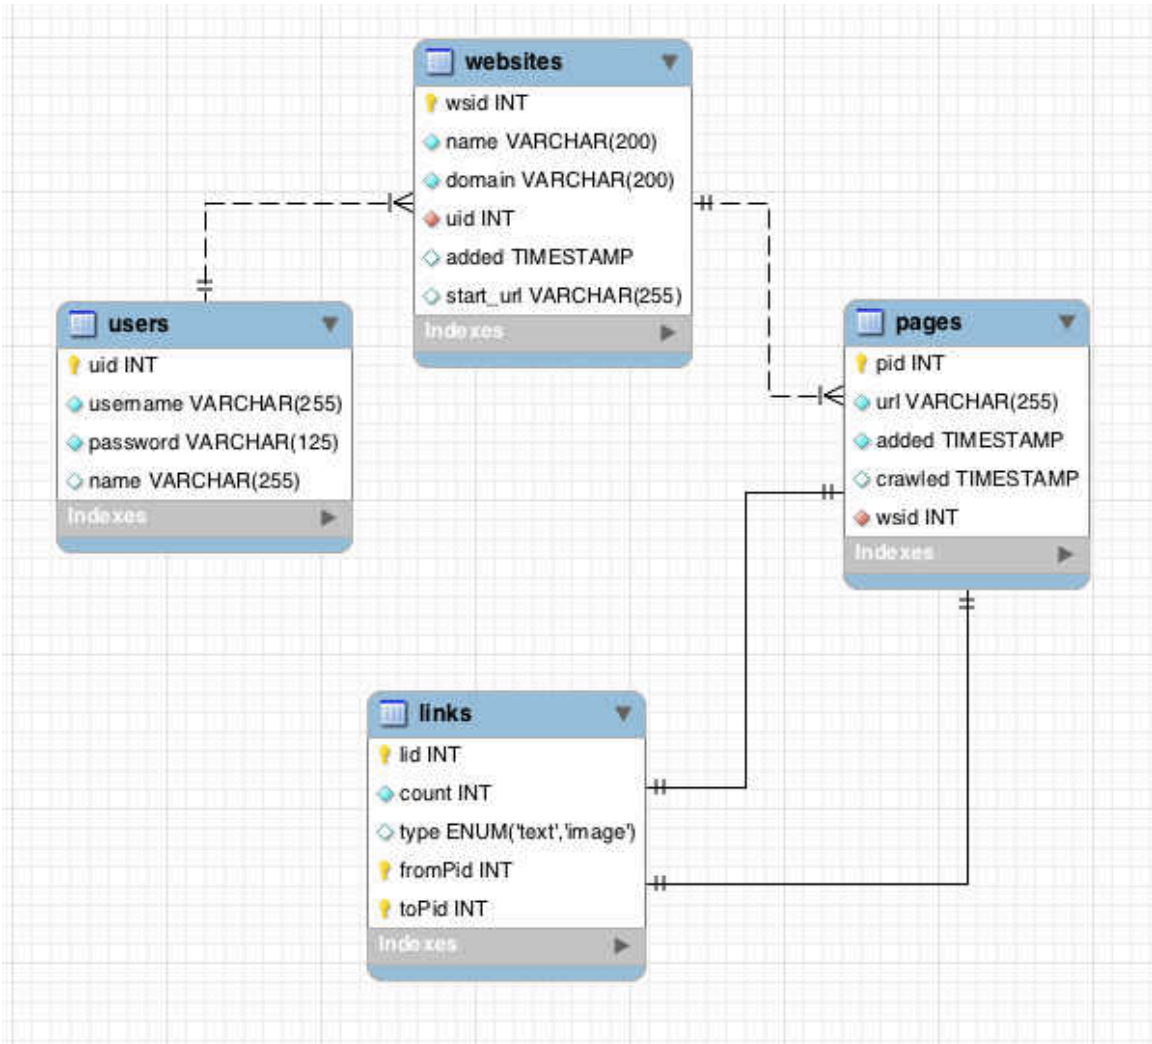 websites
wsid INT
name VARCHAR(200)
domain VARCHAR(200)
uid INT
added TIMESTAMP
start_url VARCHAR(255)
Indexes
users
uid INT
username VARCHAR(255)
password VARCHAR(125)
name VARCHAR(255)
Indexes
pages
pid INT
url VARCHAR(255)
added TIMESTAMP
crawled TIMESTAMP
wsid INT
Indexes
links
lid INT
count INT
type ENUM('text','image')
fromPid INT
toPid INT
Indexes